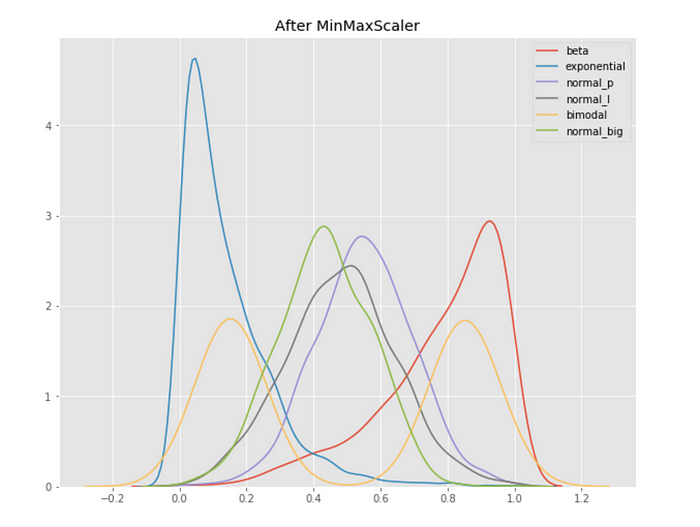 After MinMaxScaler
beta
exponential
normal_p
normal_l
bimodal
normal_big
4
3
2
1
0
−0.2 0.0 0.2 0.4 0.6 0.8 1.0 1.2